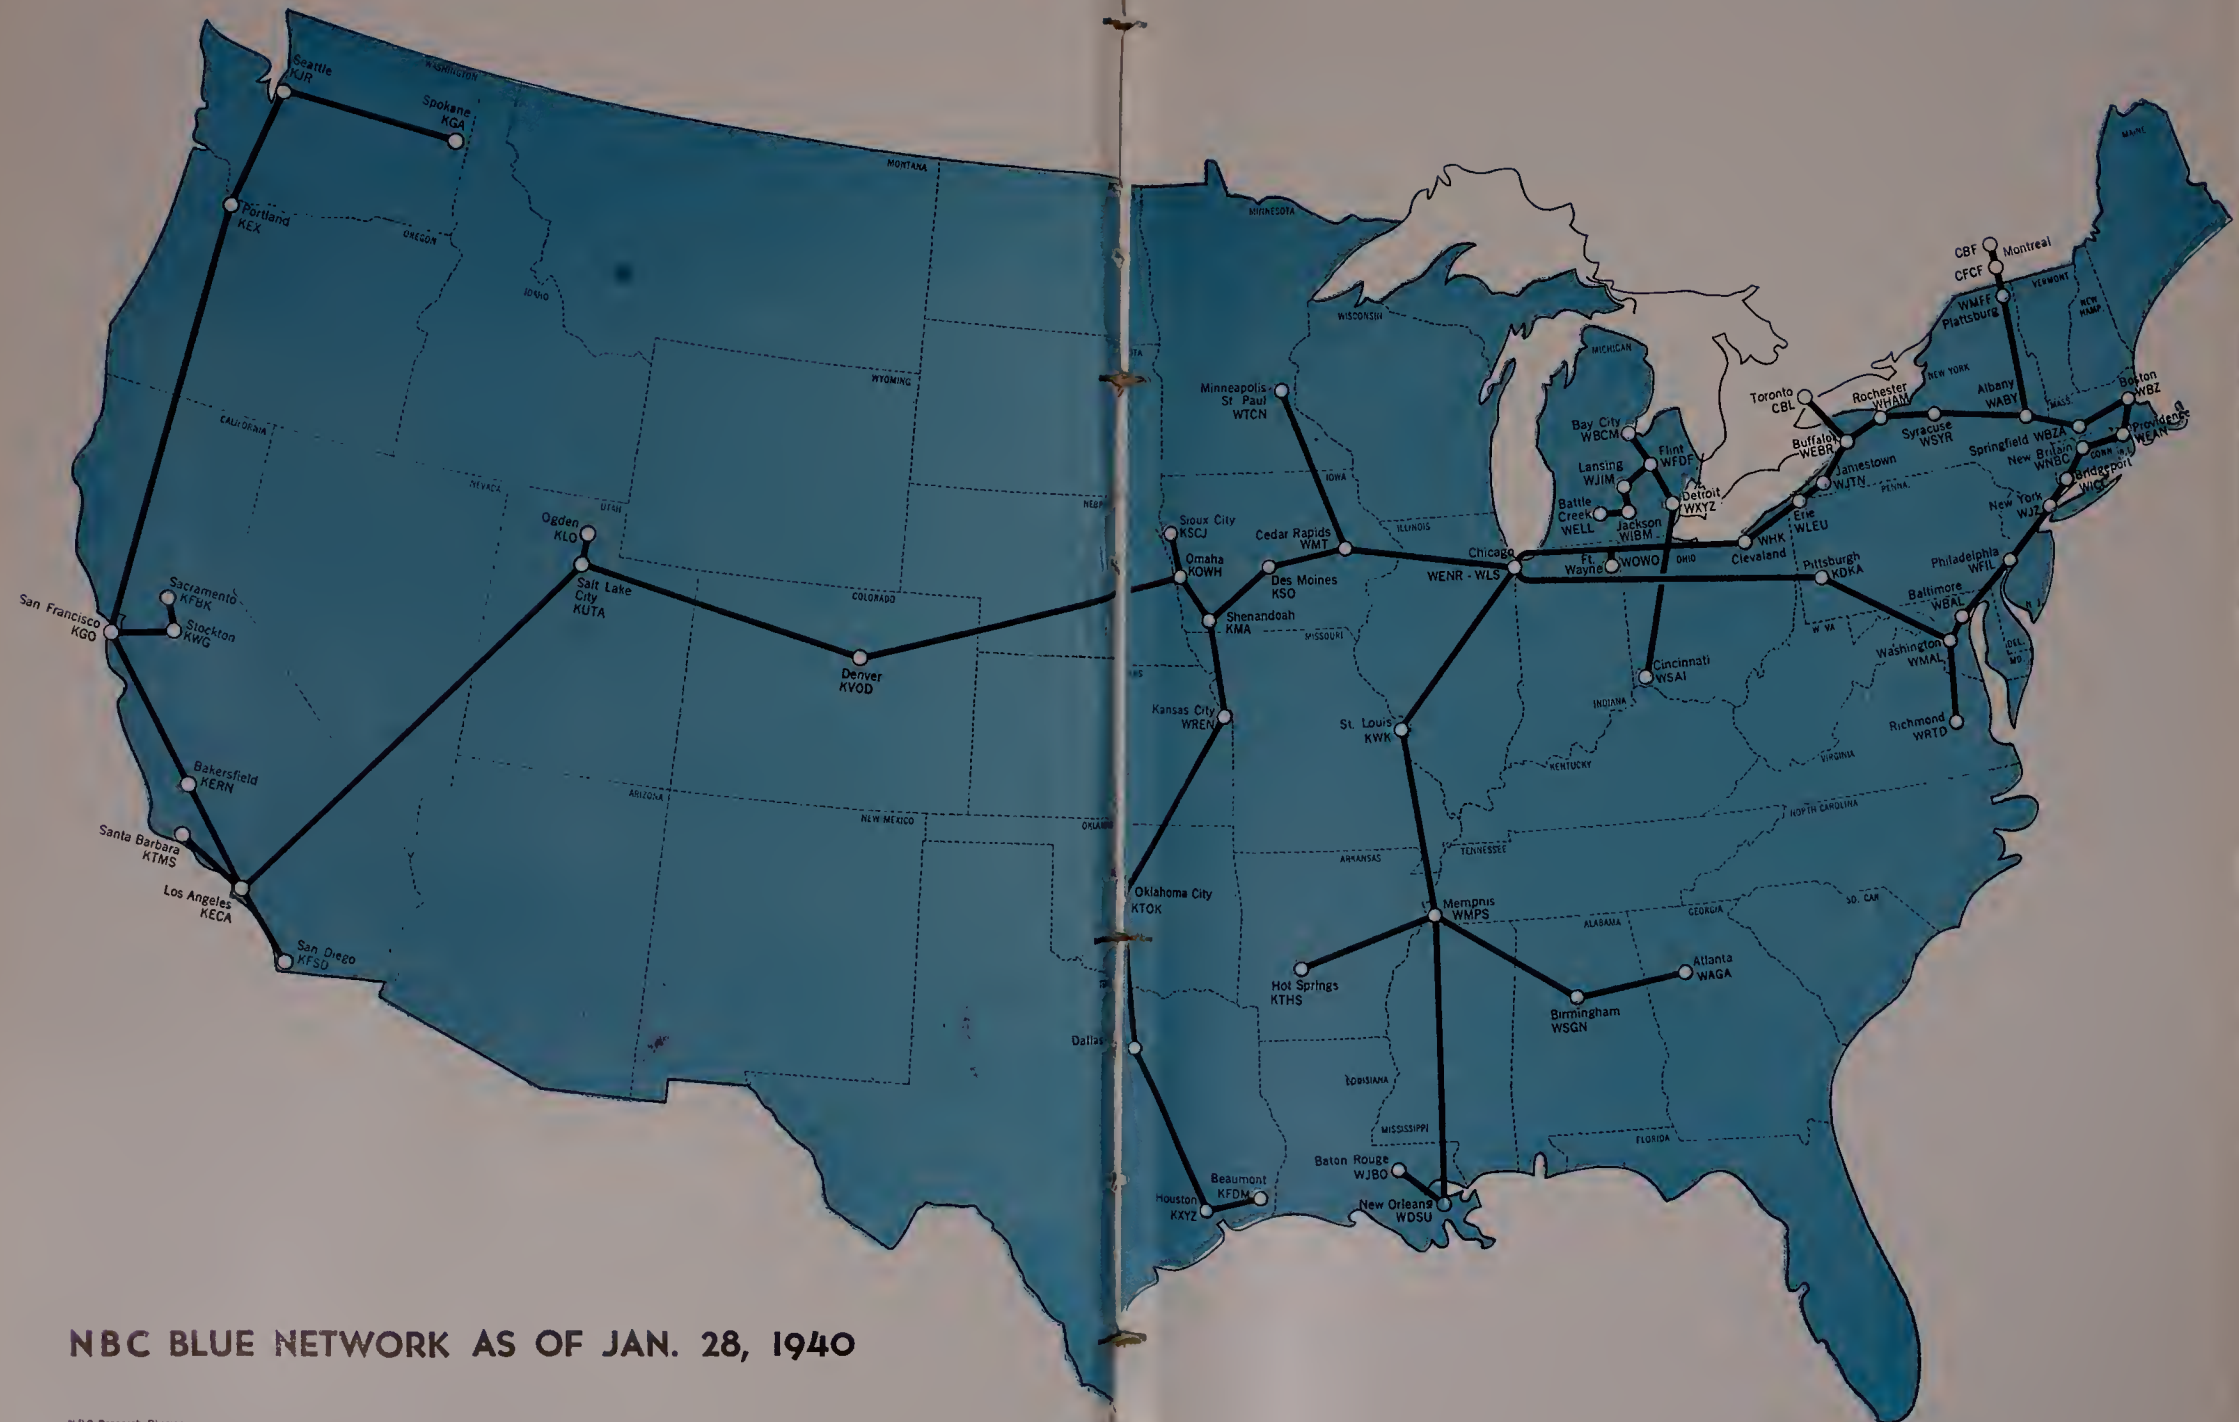 Seattle
KJR
WASHINGTON
Spokane
KGA
Portland
KEX
OREGON
MONTANA
IDAHO
WYOMING
CALIFORNIA
NEVADA
UTAH
Ogden
KLO
Salt Lake
City
KUTA
COLORADO
Denver
KVOD
Sacramento
KFBK
San Francisco
KGO
Stockton
KWG
Bakersfield
KERN
Santa Barbara
KTMS
Los Angeles
KECA
San Diego
KFSD
ARIZONA
NEW MEXICO
MINNESOTA
WISCONSIN
MICHIGAN
Minneapolis
St Paul
WTCN
IOWA
ILLINOIS
Sioux City
KSCJ
Omaha
KOWH
Cedar Rapids
WMT
Des Moines
KSO
Shenandoah
KMA
MISSOURI
Kansas City
WREN
Chicago
WENR - WLS
St. Louis
KWK
Oklahoma City
KTOK
Dallas
Houston
KXYZ
Beaumont
KFDM
ARKANSAS
TENNESSEE
KENTUCKY
INDIANA
Memphis
WMPS
Hot Springs
KTHS
Birmingham
WSGN
Atlanta
WAGA
ALABAMA
GEORGIA
SO. CAR
NORTH CAROLINA
VIRGINIA
LOUISIANA
MISSISSIPPI
FLORIDA
Baton Rouge
WJBO
New Orleans
WDSU
Bay City
WBCM
Flint
WFDF
Lansing
WJIM
Battle
Creek
WELL
Jackson
WIBM
Detroit
WXYZ
Ft.
Wayne
WOWO
OHIO
Cincinnati
WSAI
WHK
Cleveland
Erie
WLEU
Jamestown
WJTN
PENNA.
Toronto
CBL
Buffalo
WEBR
Rochester
WHAM
Syracuse
WSYR
NEW YORK
Albany
WABY
CBF
Montreal
CFCF
WMFF
Plattsburg
VERMONT
NEW
HAMP.
MAINE
MASS
Boston
WBZ
Springfield WBZA
Providence
WEAN
New Britain
WNBC
CONN
R.I.
Bridgeport
WICC
New York
WJZ
Philadelphia
WFIL
Pittsburgh
KDKA
Baltimore
WBAL
Washington
WMAL
Richmond
WRTD
W VA
N J
DEL.
MD
NBC BLUE NETWORK AS OF JAN. 28, 1940